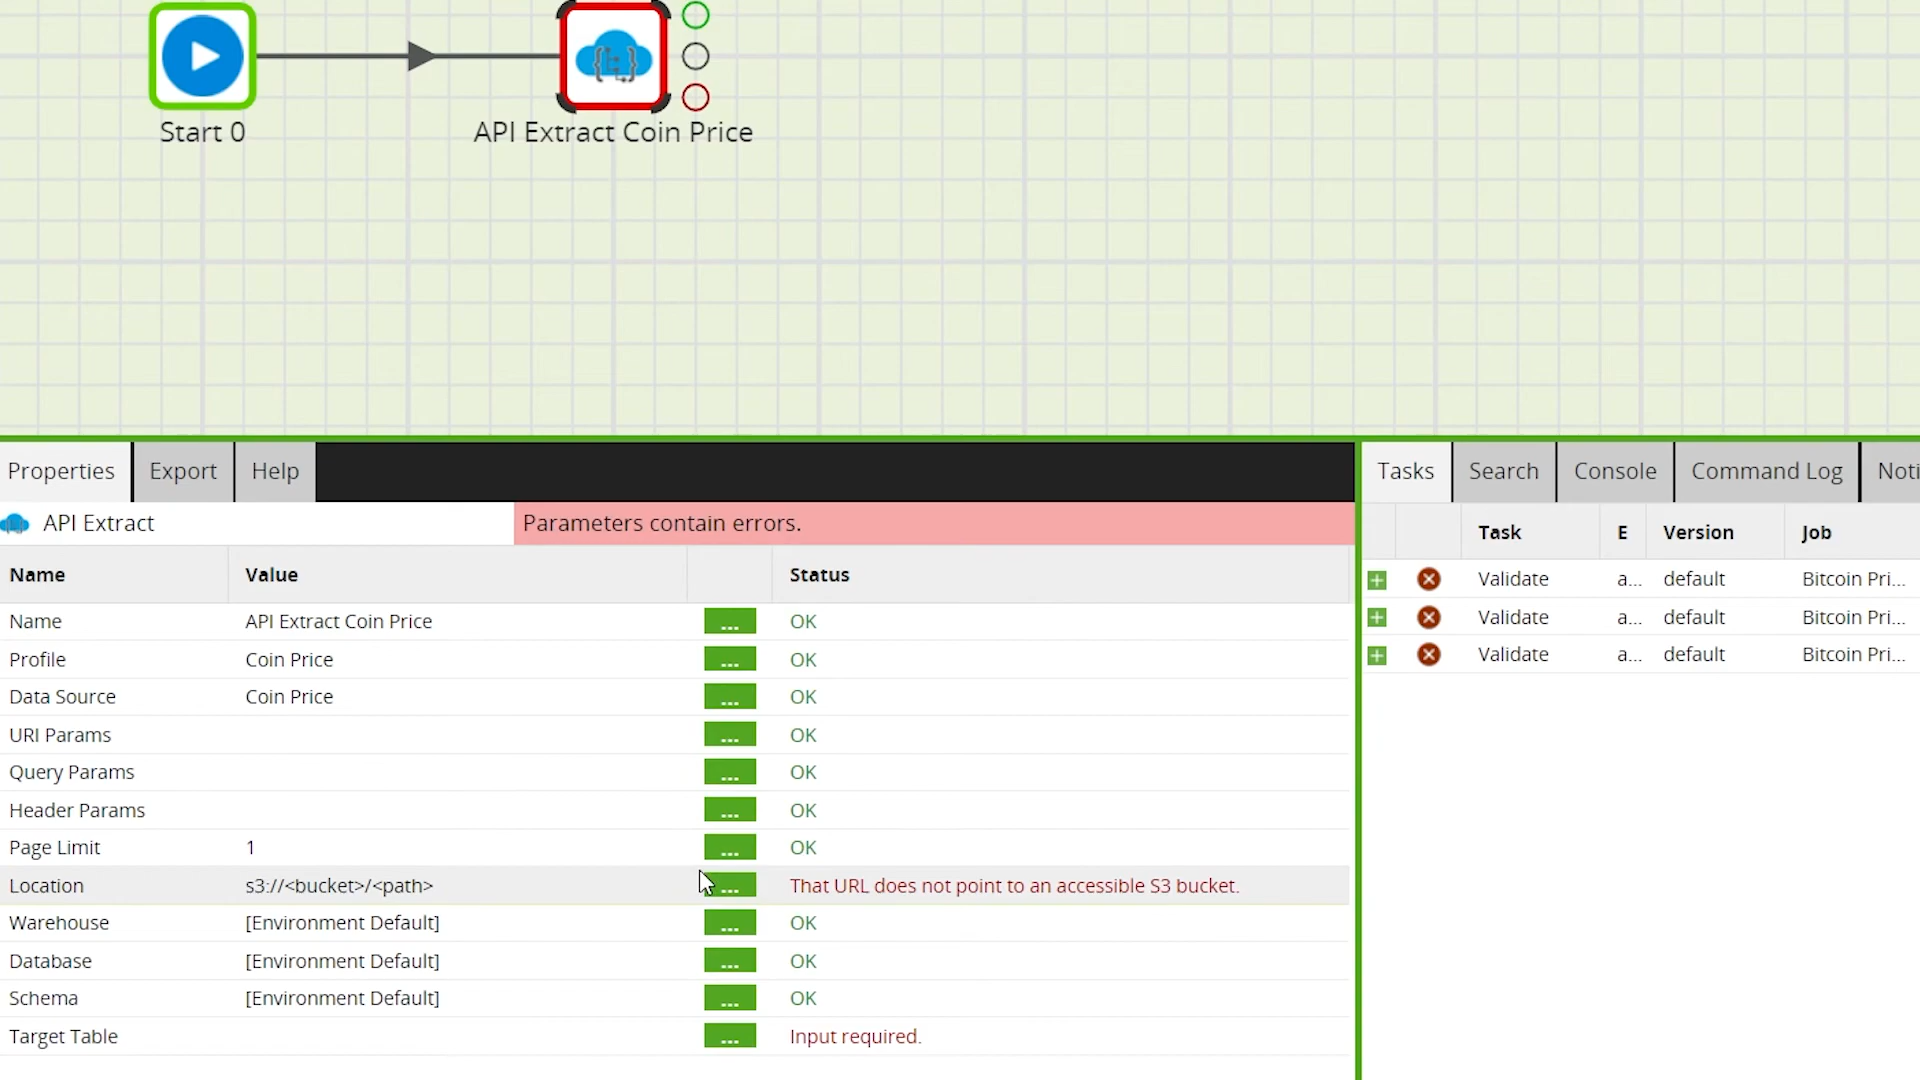 Start 0
API Extract Coin Price
Properties Export Help
Tasks Search Console Command Log Noti
API Extract Parameters contain errors.
Name Value Status
Name API Extract Coin Price ... OK
Profile Coin Price ... OK
Data Source Coin Price ... OK
URI Params ... OK
Query Params ... OK
Header Params ... OK
Page Limit 1 ... OK
Location s3://<bucket>/<path> ... That URL does not point to an accessible S3 bucket.
Warehouse [Environment Default] ... OK
Database [Environment Default] ... OK
Schema [Environment Default] ... OK
Target Table ... Input required.
Task E Version Job
Validate a... default Bitcoin Pri...
Validate a... default Bitcoin Pri...
Validate a... default Bitcoin Pri...